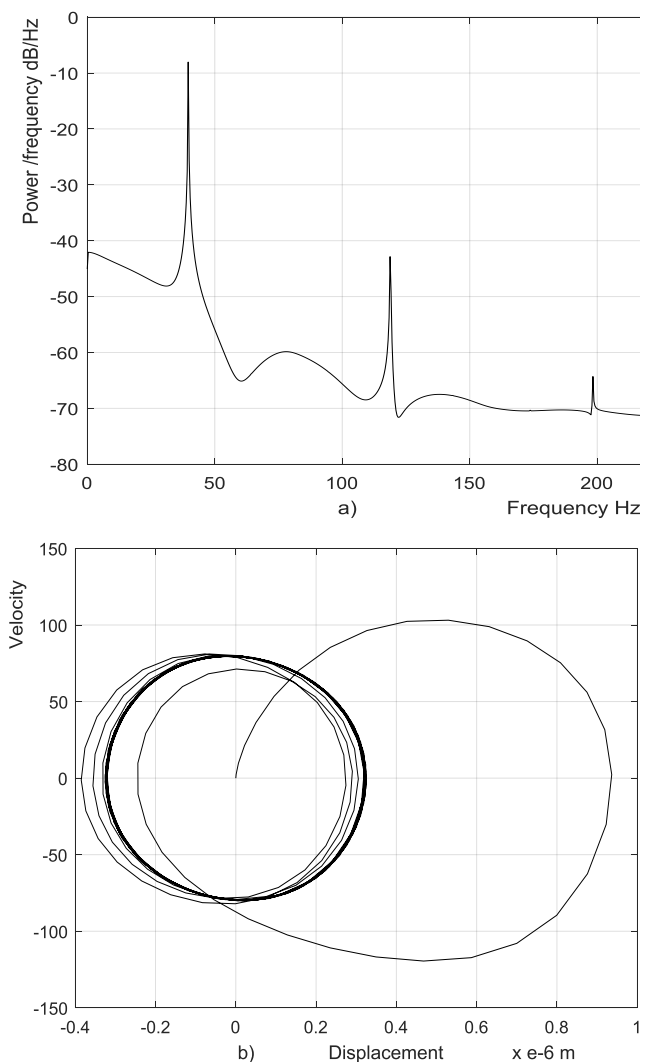 Power /frequency dB/Hz
0
-10
-20
-30
-40
-50
-60
-70
-80
0 50 100 150 200
a) Frequency Hz
Velocity
150
100
50
0
-50
-100
-150
-0.4 -0.2 0 0.2 0.4 0.6 0.8 1
b) Displacement x e-6 m